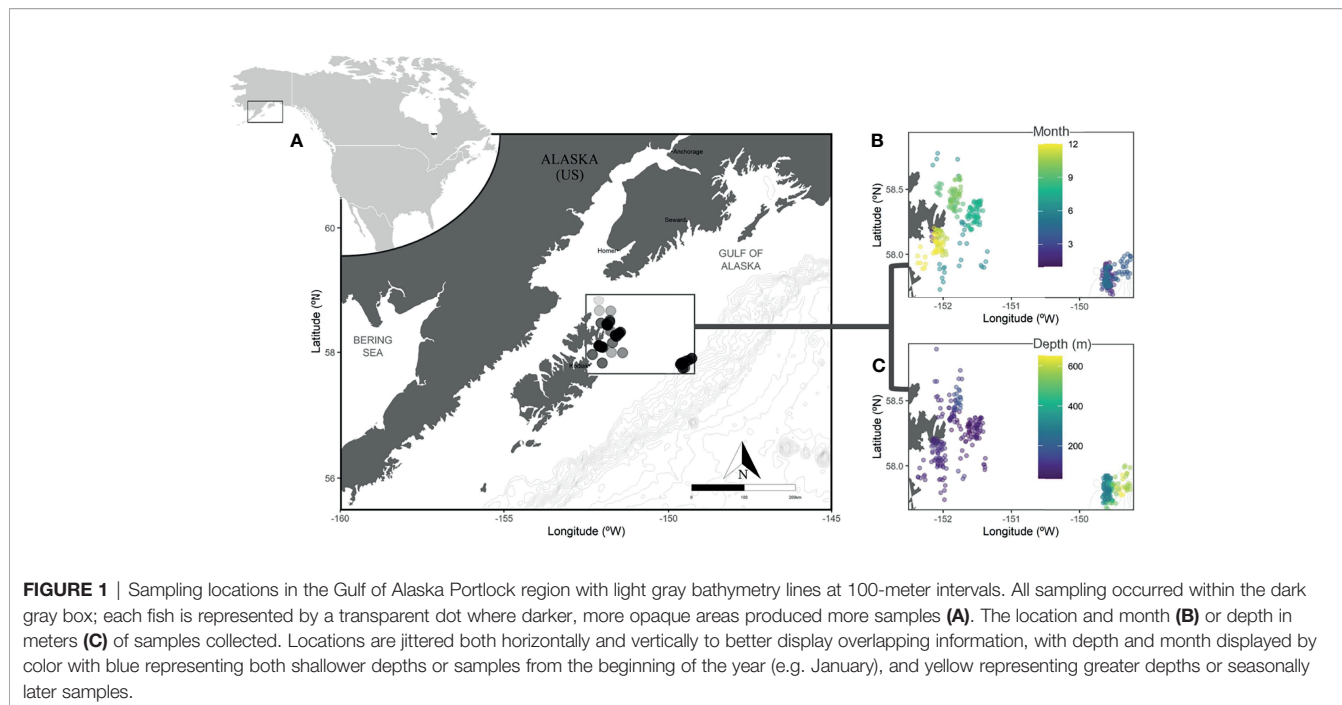 A
ALASKA
(US)
Anchorage
Seward
Homer
GULF OF
ALASKA
BERING
SEA
Kodiak
N
0
100
200km
Latitude (ºN)
60
58
56
-160
-155
-150
-145
Longitude (ºW)
B
Month
12
9
6
3
Latitude (ºN)
58.5
58.0
-152
-151
-150
Longitude (ºW)
C
Depth (m)
600
400
200
Latitude (ºN)
58.5
58.0
-152
-151
-150
Longitude (ºW)
FIGURE 1 | Sampling locations in the Gulf of Alaska Portlock region with light gray bathymetry lines at 100-meter intervals. All sampling occurred within the dark
gray box; each fish is represented by a transparent dot where darker, more opaque areas produced more samples (A). The location and month (B) or depth in
meters (C) of samples collected. Locations are jittered both horizontally and vertically to better display overlapping information, with depth and month displayed by
color with blue representing both shallower depths or samples from the beginning of the year (e.g. January), and yellow representing greater depths or seasonally
later samples.